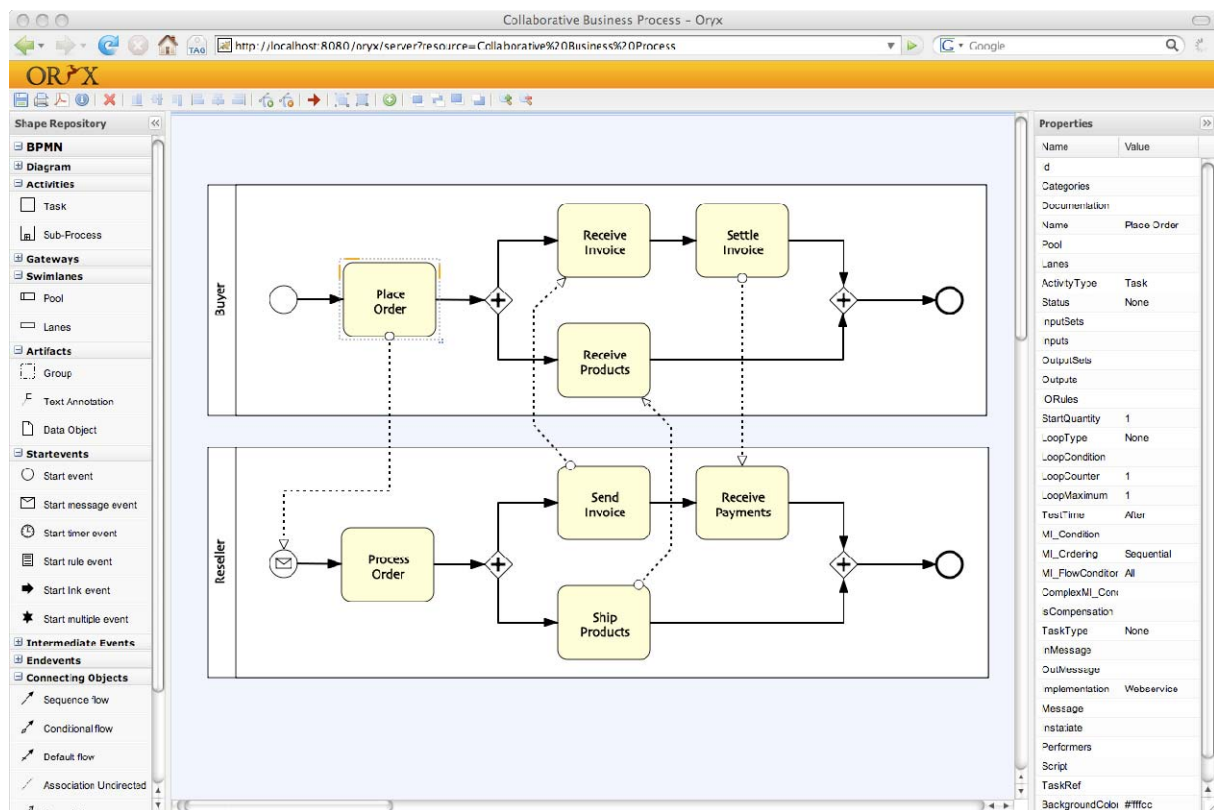 Collaborative Business Process – Oryx
TAG
http://localhost:8080/oryx/server?resource=Collaborative%20Business%20Process
G
Google
ORYX
Shape Repository
BPMN
Diagram
Activities
Task
Sub-Process
Gateways
Swimlanes
Pool
Lanes
Artifacts
Group
Text Annotation
Data Object
Startevents
Start event
Start message event
Start timer event
Start rule event
Start link event
Start multiple event
Intermediate Events
Endevents
Connecting Objects
Sequence flow
Conditional flow
Default flow
Association Undirected
Buyer
Place
Order
Receive
Invoice
Settle
Invoice
Receive
Products
Reseller
Process
Order
Send
Invoice
Receive
Payments
Ship
Products
Properties
Name Value
Id
Categories
Documentation
Name Place Order
Pool
Lanes
ActivityType Task
Status None
InputSets
Inputs
OutputSets
Outputs
IORules
StartQuantity 1
LoopType None
LoopCondition
LoopCounter 1
LoopMaximum 1
TestTime After
MI_Condition
MI_Ordering Sequential
MI_FlowCondition All
ComplexMI_Cond
isCompensation
TaskType None
InMessage
OutMessage
Implementation Webservice
Message
Instatiate
Performers
Script
TaskRef
BackgroundColor #ffffcc